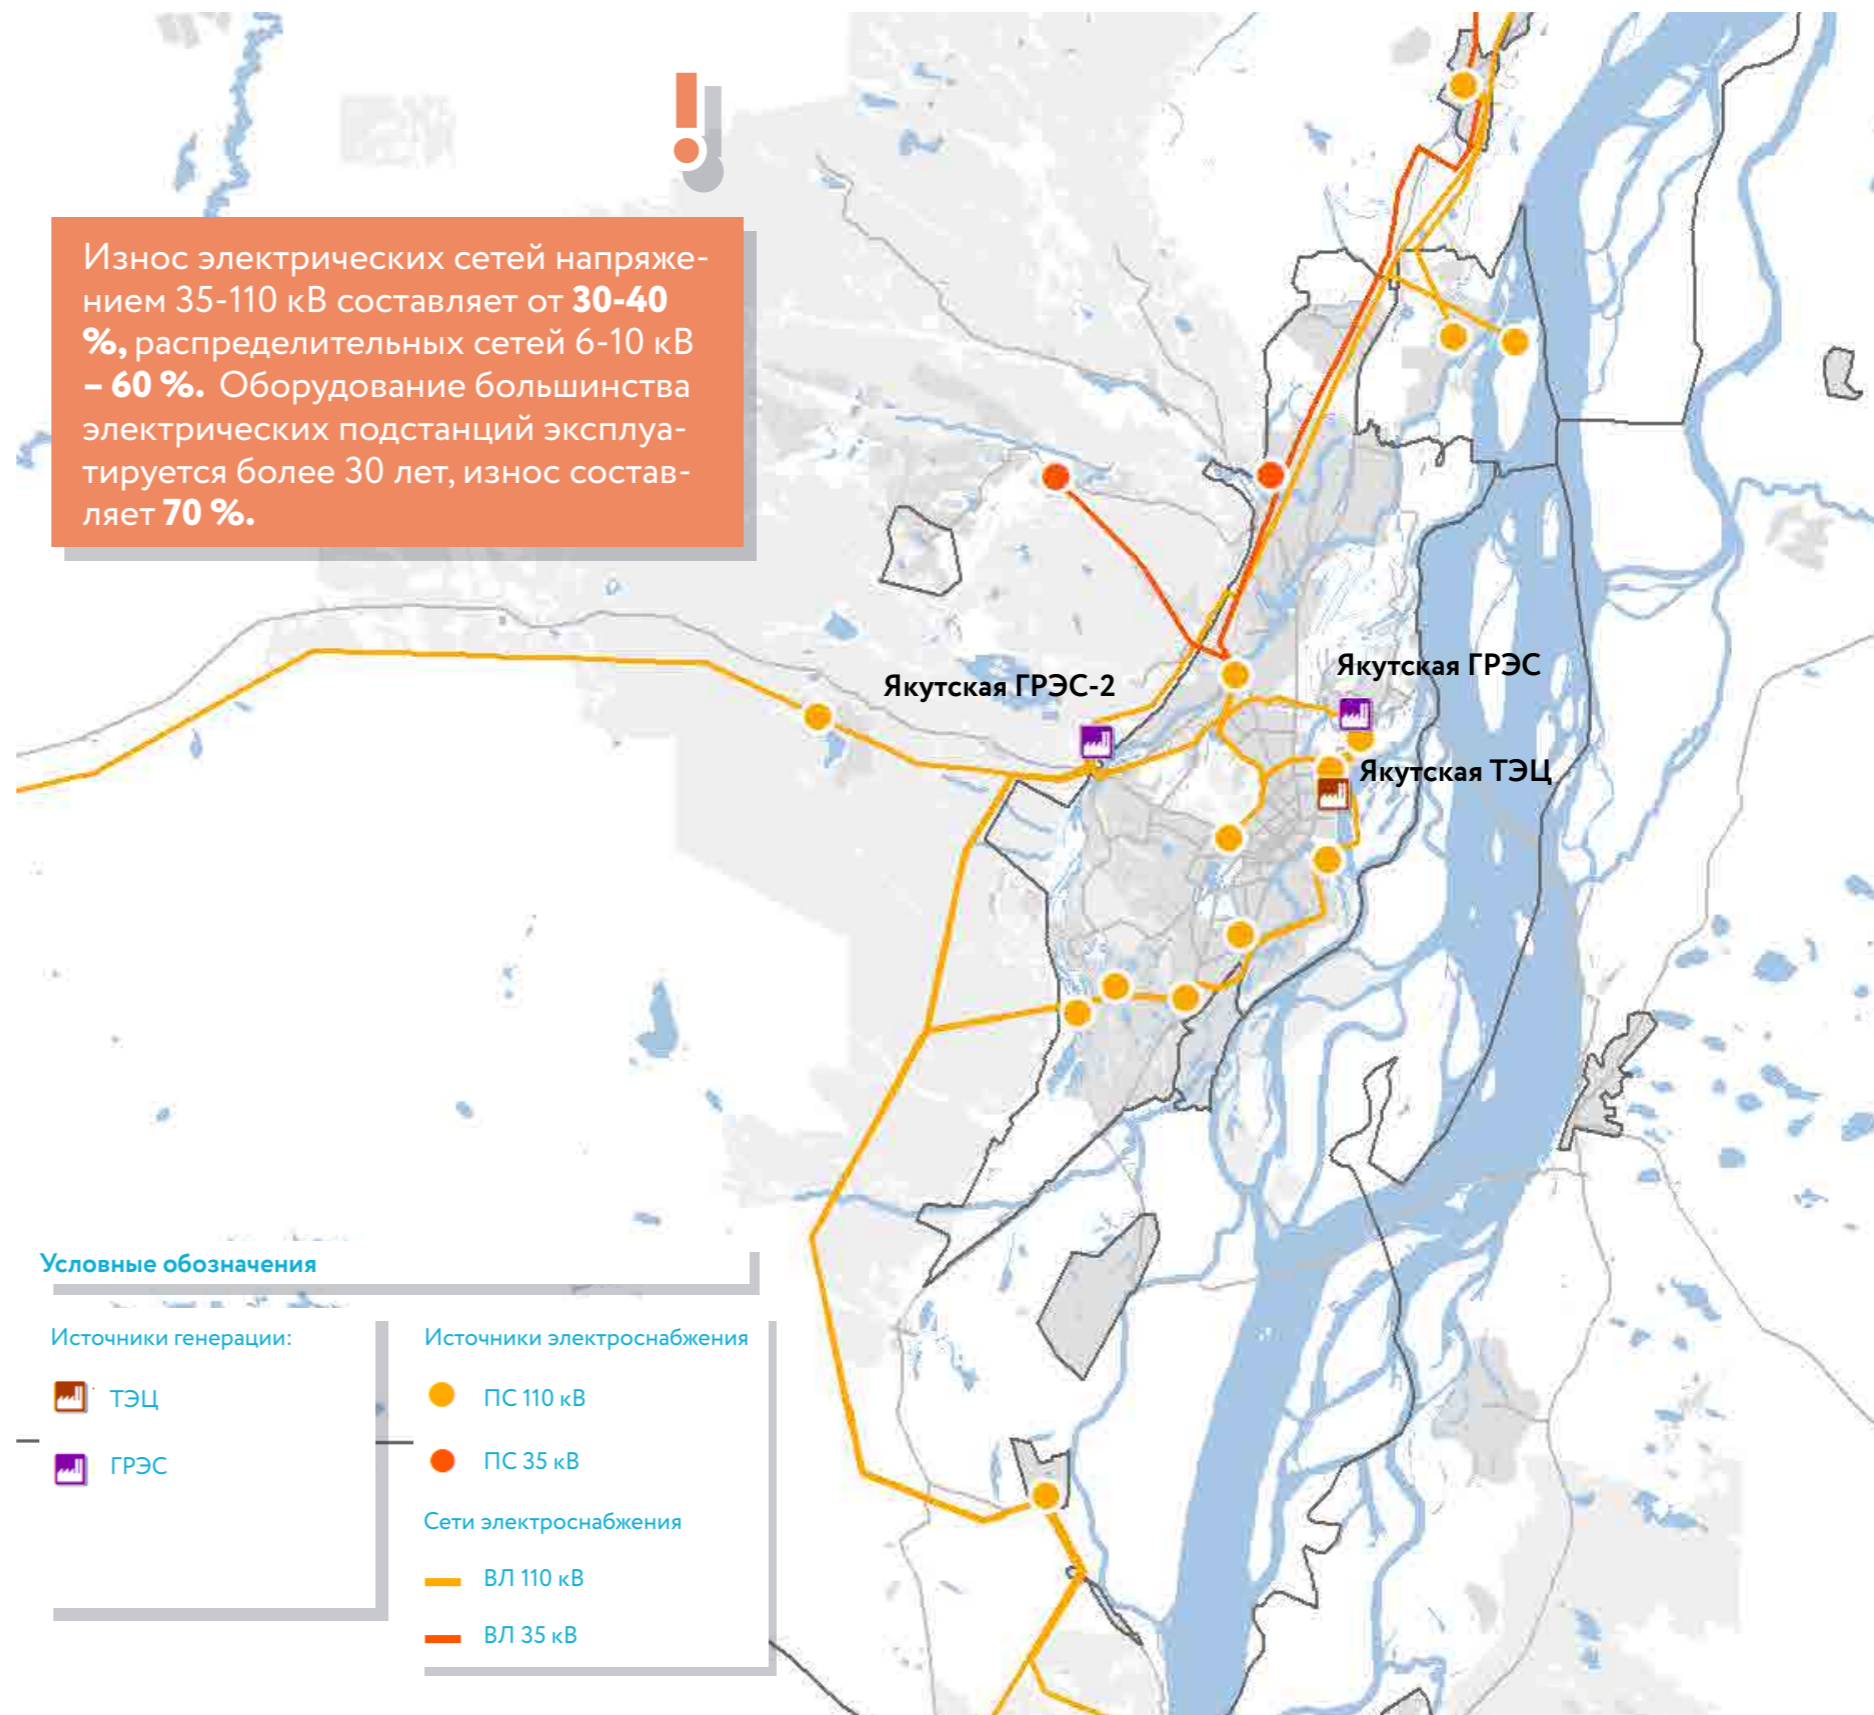 Износ электрических сетей напряже-
нием 35-110 кВ составляет от 30-40
%, распределительных сетей 6-10 кВ
– 60 %. Оборудование большинства
электрических подстанций эксплуа-
тируется более 30 лет, износ состав-
ляет 70 %.
Якутская ГРЭС-2
Якутская ГРЭС
Якутская ТЭЦ
Условные обозначения
Источники генерации:
ТЭЦ
ГРЭС
Источники электроснабжения
ПС 110 кВ
ПС 35 кВ
Сети электроснабжения
ВЛ 110 кВ
ВЛ 35 кВ